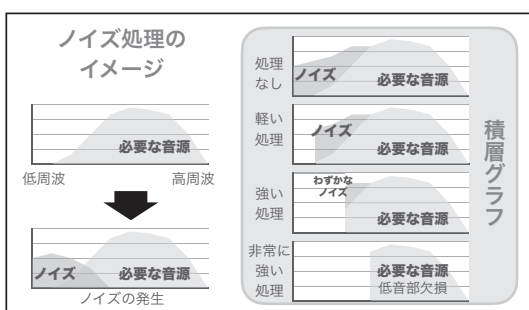 ノイズ処理の
イメージ
必要な音源
低周波
高周波
ノイズ
必要な音源
ノイズの発生
処理
なし
ノイズ
必要な音源
軽い
処理
ノイズ
必要な音源
強い
処理
わずかな
ノイズ
必要な音源
非常に
強い
処理
必要な音源
低音部欠損
積層グラフ